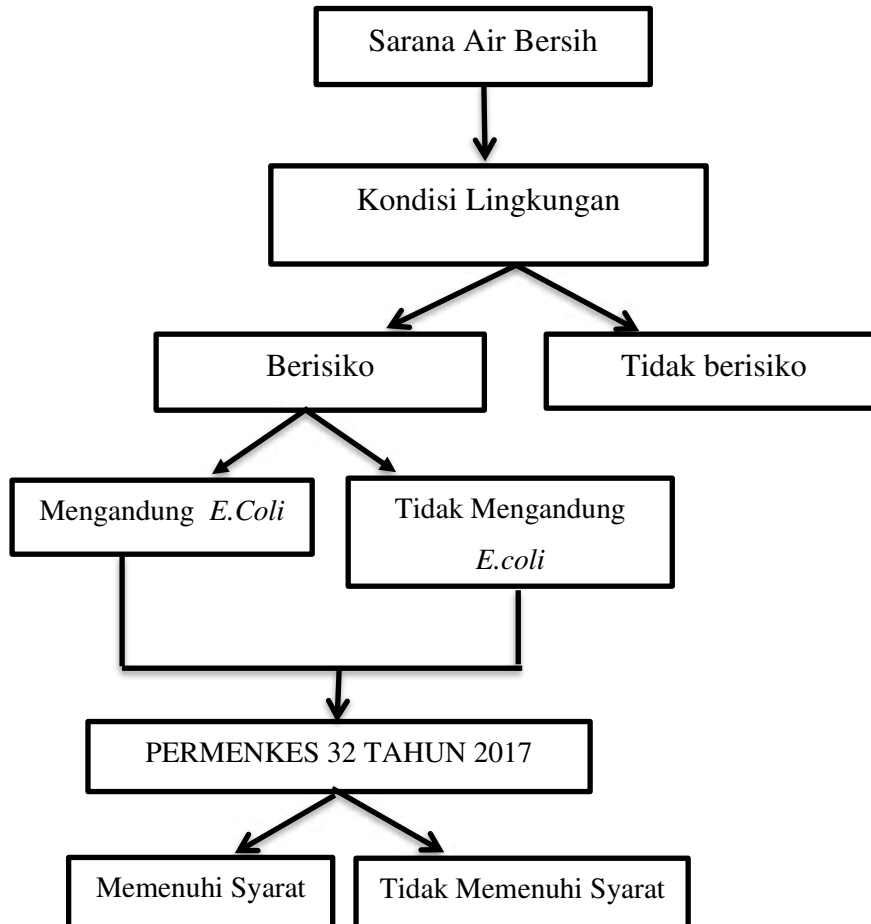 Sarana Air Bersih
Kondisi Lingkungan
Berisiko
Tidak berisiko
Mengandung E.Coli
Tidak Mengandung
E.coli
PERMENKES 32 TAHUN 2017
Memenuhi Syarat
Tidak Memenuhi Syarat